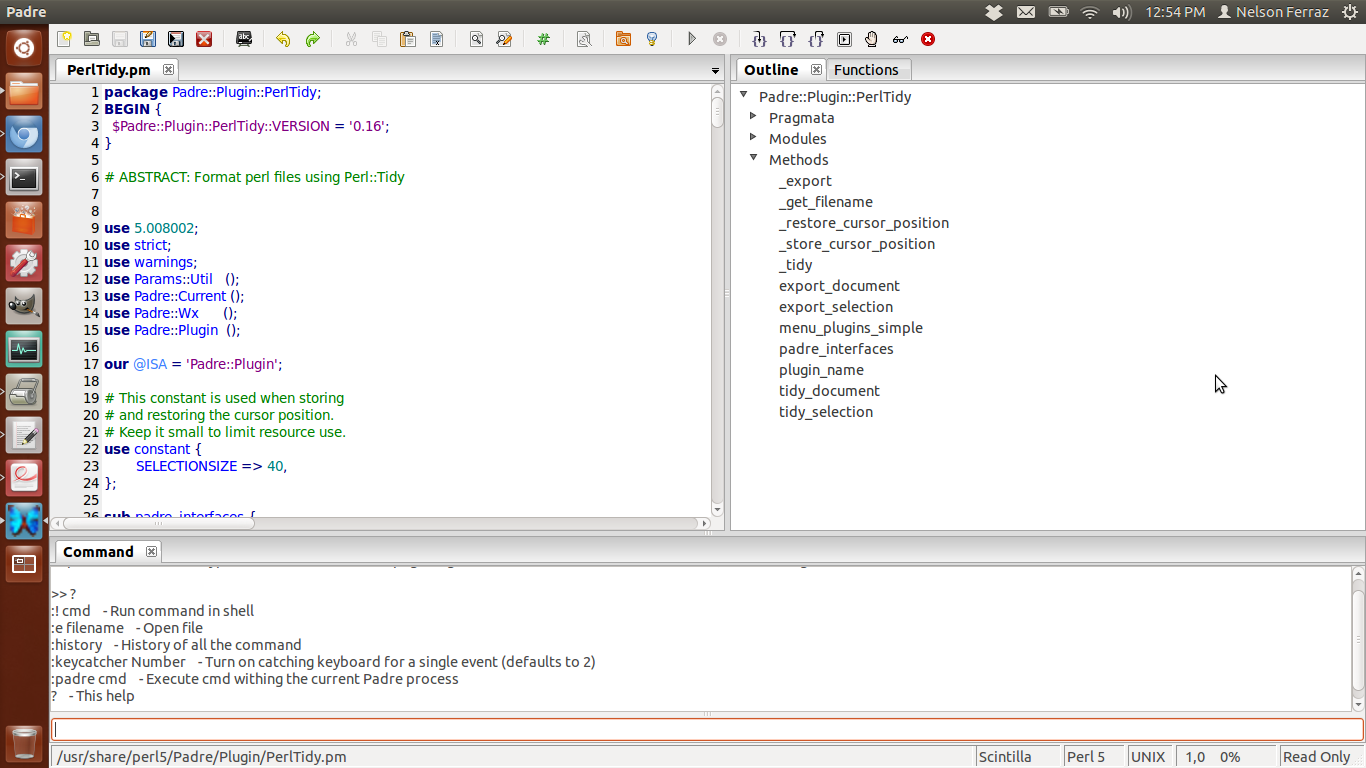 Padre
12:54 PM Nelson Ferraz
PerlTidy.pm
1 package Padre::Plugin::PerlTidy;
2 BEGIN {
3 $Padre::Plugin::PerlTidy::VERSION = '0.16';
4 }
5
6 # ABSTRACT: Format perl files using Perl::Tidy
7
8
9 use 5.008002;
10 use strict;
11 use warnings;
12 use Params::Util ();
13 use Padre::Current ();
14 use Padre::Wx ();
15 use Padre::Plugin ();
16
17 our @ISA = 'Padre::Plugin';
18
19 # This constant is used when storing
20 # and restoring the cursor position.
21 # Keep it small to limit resource use.
22 use constant {
23 SELECTIONSIZE => 40,
24 };
25
26 sub padre_interfaces {
Outline Functions
Padre::Plugin::PerlTidy
Pragmata
Modules
Methods
_export
_get_filename
_restore_cursor_position
_store_cursor_position
_tidy
export_document
export_selection
menu_plugins_simple
padre_interfaces
plugin_name
tidy_document
tidy_selection
Command
>> ?
:! cmd - Run command in shell
:e filename - Open file
:history - History of all the command
:keycatcher Number - Turn on catching keyboard for a single event (defaults to 2)
:padre cmd - Execute cmd withing the current Padre process
? - This help
/usr/share/perl5/Padre/Plugin/PerlTidy.pm Scintilla Perl 5 UNIX 1,0 0% Read Only